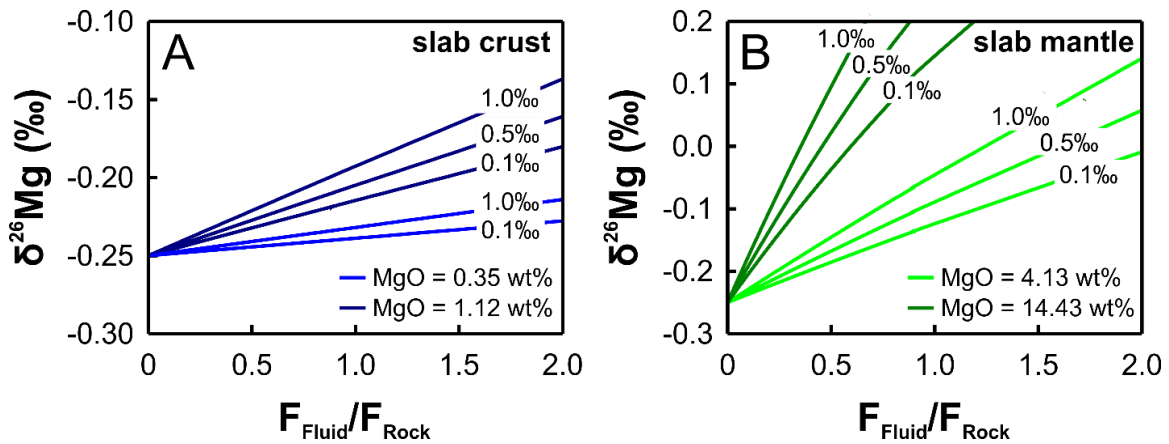 A
slab crust
δ²⁶Mg (‰)
-0.10
-0.15
-0.20
-0.25
-0.30
1.0‰
0.5‰
0.1‰
1.0‰
0.1‰
MgO = 0.35 wt%
MgO = 1.12 wt%
0
0.5
1.0
1.5
2.0
F_Fluid/F_Rock
B
slab mantle
δ²⁶Mg (‰)
0.2
0.1
0.0
-0.1
-0.2
-0.3
1.0‰
0.5‰
0.1‰
1.0‰
0.5‰
0.1‰
MgO = 4.13 wt%
MgO = 14.43 wt%
0
0.5
1.0
1.5
2.0
F_Fluid/F_Rock